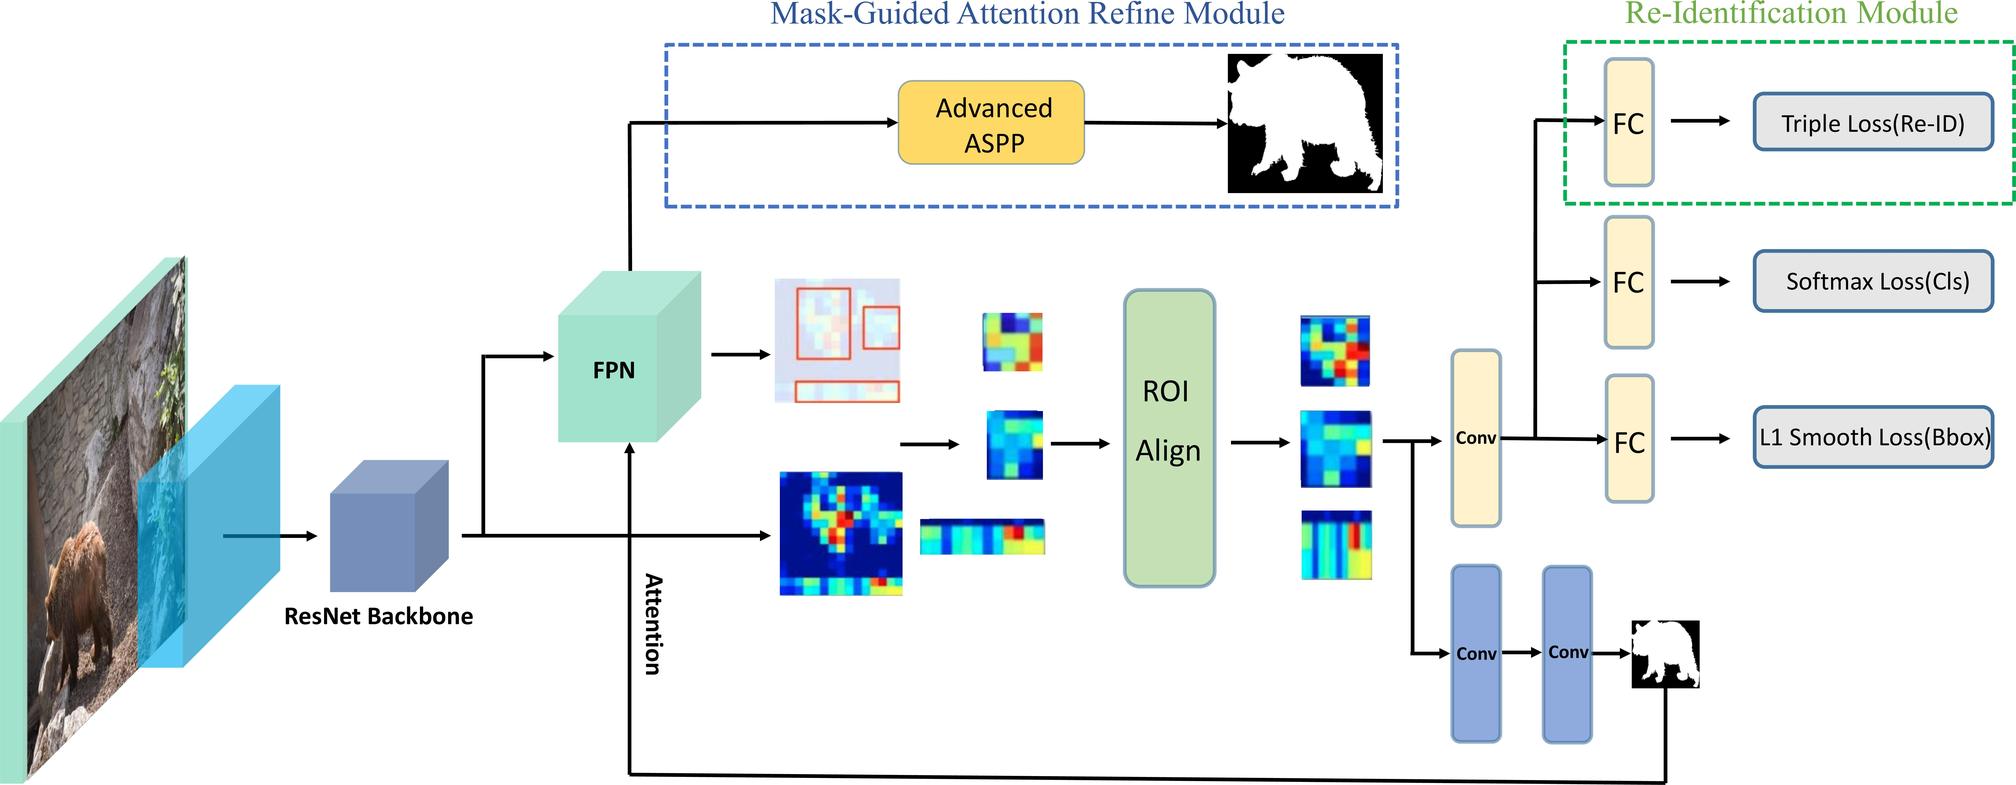 Mask-Guided Attention Refine Module
Re-Identification Module
Advanced
ASPP
FC
Triple Loss(Re-ID)
FC
Softmax Loss(Cls)
FPN
ROI
Align
Conv
FC
L1 Smooth Loss(Bbox)
ResNet Backbone
Attention
Conv
Conv